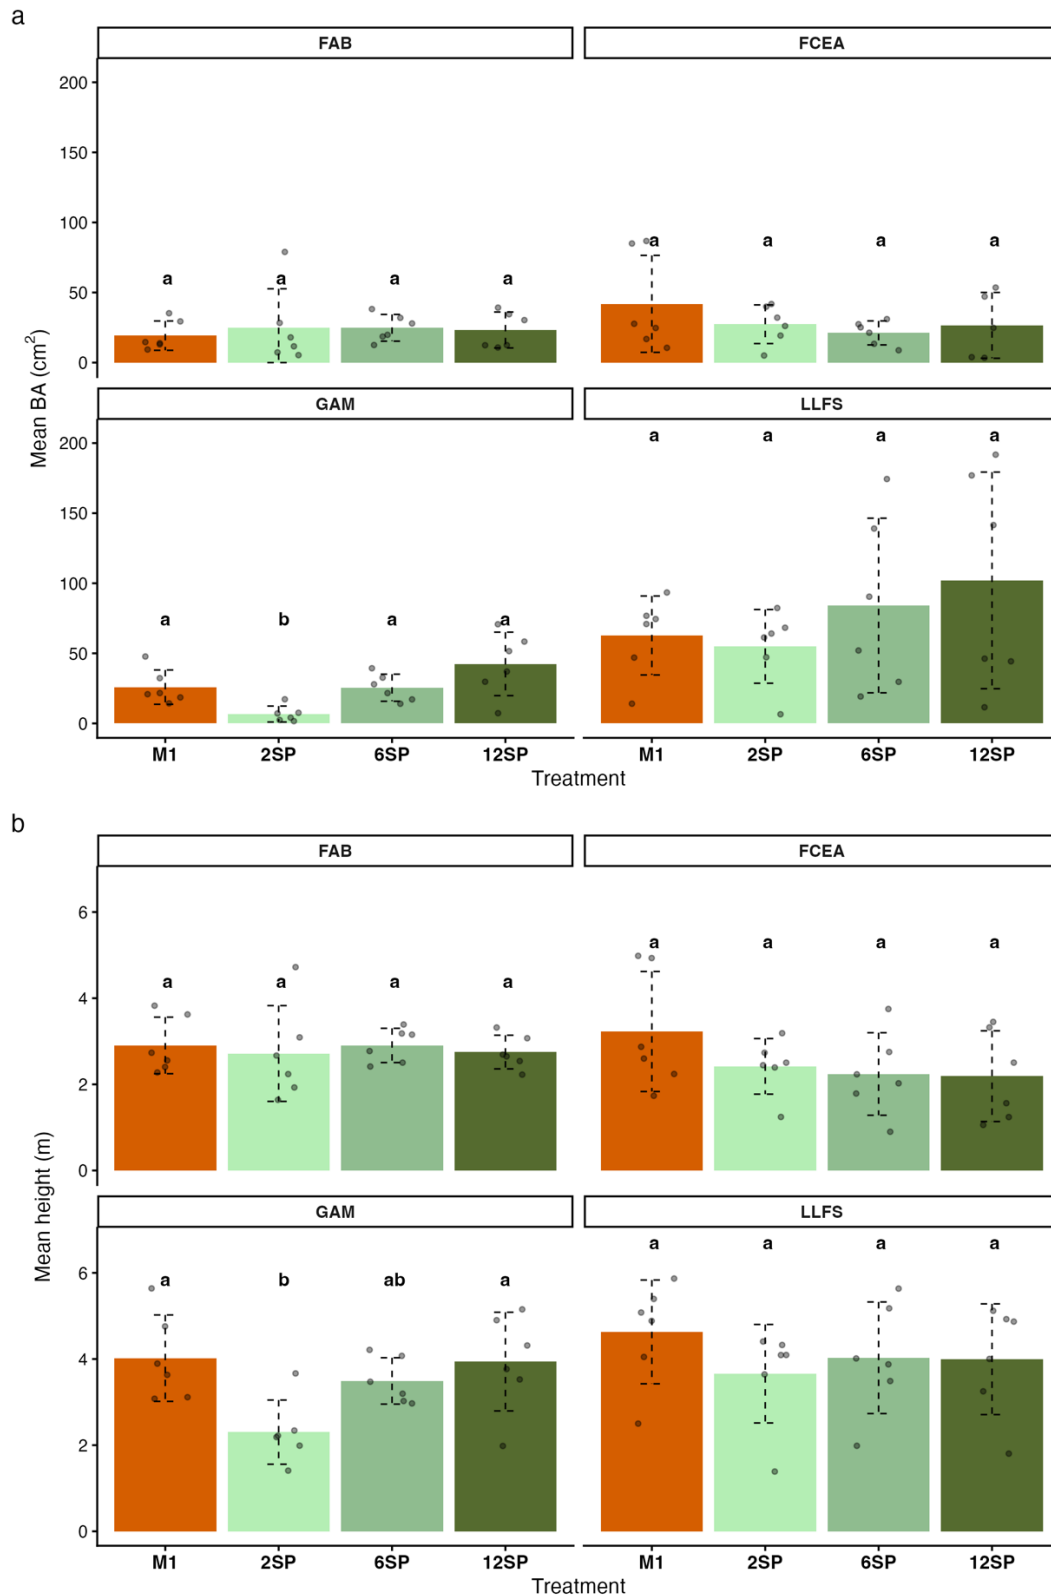 a
FAB FCEA
200
150
100
50
0
a a a a a a a a
Mean BA (cm²)
GAM LLFS
200
150
100
50
0
a b a a a a a a
M1 2SP 6SP 12SP M1 2SP 6SP 12SP
Treatment
b
FAB FCEA
6
4
2
0
a a a a a a a a
Mean height (m)
GAM LLFS
6
4
2
0
a b ab a a a a a
M1 2SP 6SP 12SP M1 2SP 6SP 12SP
Treatment